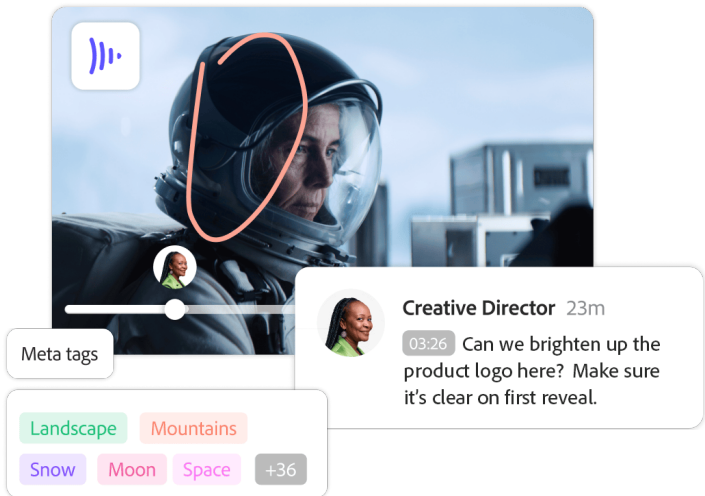 Creative Director 23m
03:26 Can we brighten up the
product logo here? Make sure
it's clear on first reveal.
Meta tags
Landscape Mountains
Snow Moon Space +36